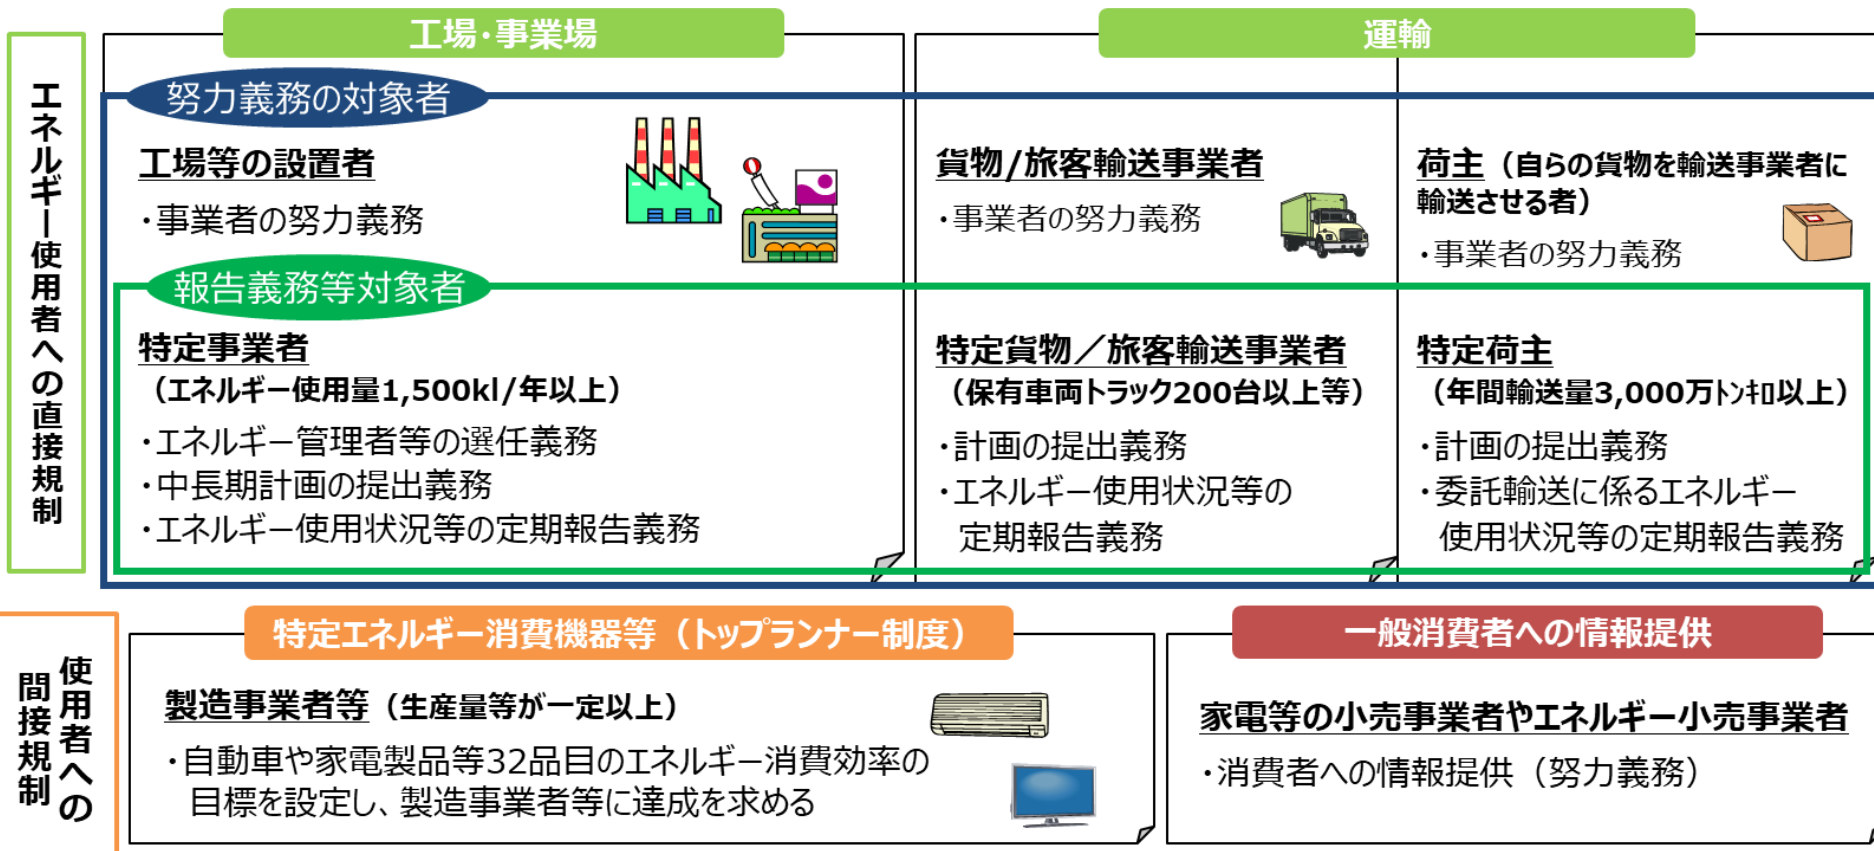 工場･事業場
運輸
エネルギー使用者への直接規制
努力義務の対象者
工場等の設置者
・事業者の努力義務
貨物/旅客輸送事業者
・事業者の努力義務
荷主（自らの貨物を輸送事業者に
輸送させる者）
・事業者の努力義務
報告義務等対象者
特定事業者
（エネルギー使用量1,500kl/年以上）
・エネルギー管理者等の選任義務
・中長期計画の提出義務
・エネルギー使用状況等の定期報告義務
特定貨物／旅客輸送事業者
（保有車両トラック200台以上等）
・計画の提出義務
・エネルギー使用状況等の
定期報告義務
特定荷主
（年間輸送量3,000万ﾄﾝｷﾛ以上）
・計画の提出義務
・委託輸送に係るエネルギー
使用状況等の定期報告義務
使用者への
間接規制
特定エネルギー消費機器等（トップランナー制度）
製造事業者等（生産量等が一定以上）
・自動車や家電製品等32品目のエネルギー消費効率の
目標を設定し、製造事業者等に達成を求める
一般消費者への情報提供
家電等の小売事業者やエネルギー小売事業者
・消費者への情報提供（努力義務）